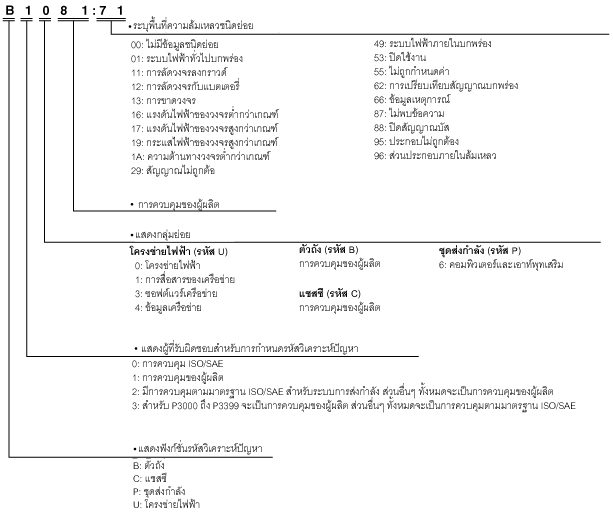 B 1 0 8 1 : 7 1
•ระบุพื้นที่ความล้มเหลวชนิดย่อย
00: ไม่มีข้อมูลชนิดย่อย
01: ระบบไฟฟ้าทั่วไปบกพร่อง
11: การลัดวงจรลงกราวด์
12: การลัดวงจรกับแบตเตอรี่
13: การขาดวงจร
16: แรงดันไฟฟ้าของวงจรต่ำกว่าเกณฑ์
17: แรงดันไฟฟ้าของวงจรสูงกว่าเกณฑ์
19: กระแสไฟฟ้าของวงจรสูงกว่าเกณฑ์
1A: ความต้านทางวงจรต่ำกว่าเกณฑ์
29: สัญญาณไม่ถูกต้อ
49: ระบบไฟฟ้าภายในบกพร่อง
53: ปิดใช้งาน
55: ไม่ถูกกำหนดค่า
62: การเปรียบเทียบสัญญาณบกพร่อง
66: ข้อมูลเหตุการณ์
87: ไม่พบข้อความ
88: ปิดสัญญาณบัส
95: ประกอบไม่ถูกต้อง
96: ส่วนประกอบภายในล้มเหลว
• การควบคุมของผู้ผลิต
•แสดงกลุ่มย่อย
โครงข่ายไฟฟ้า (รหัส U)
0: โครงข่ายไฟฟ้า
1: การสื่อสารของเครือข่าย
3: ซอฟต์แวร์เครือข่าย
4: ข้อมูลเครือข่าย
ตัวถัง (รหัส B)
การควบคุมของผู้ผลิต
แชสซี (รหัส C)
การควบคุมของผู้ผลิต
ชุดส่งกำลัง (รหัส P)
6: คอมพิวเตอร์และเอาท์พุทเสริม
• แสดงผู้ที่รับผิดชอบสำหรับการกำหนดรหัสวิเคราะห์ปัญหา
0: การควบคุม ISO/SAE
1: การควบคุมของผู้ผลิต
2: มีการควบคุมตามมาตรฐาน ISO/SAE สำหรับระบบการส่งกำลัง ส่วนอื่นๆ ทั้งหมดจะเป็นการควบคุมของผู้ผลิต
3: สำหรับ P3000 ถึง P3399 จะเป็นการควบคุมของผู้ผลิต ส่วนอื่นๆ ทั้งหมดจะเป็นการควบคุมตามมาตรฐาน ISO/SAE
•แสดงฟังก์ชั่นรหัสวิเคราะห์ปัญหา
B: ตัวถัง
C: แชสซี
P: ชุดส่งกำลัง
U: โครงข่ายไฟฟ้า